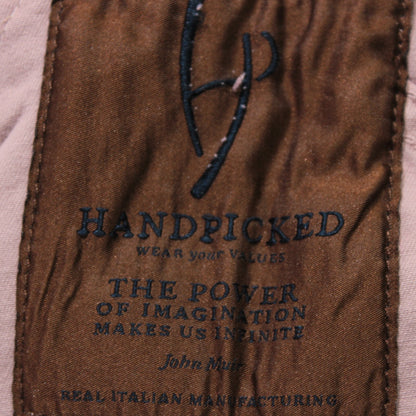 HANDPICKED
WEAR your VALUES
THE POWER
OF IMAGINATION
MAKES US INFINITE
John Muir
REAL ITALIAN MANUFACTURING